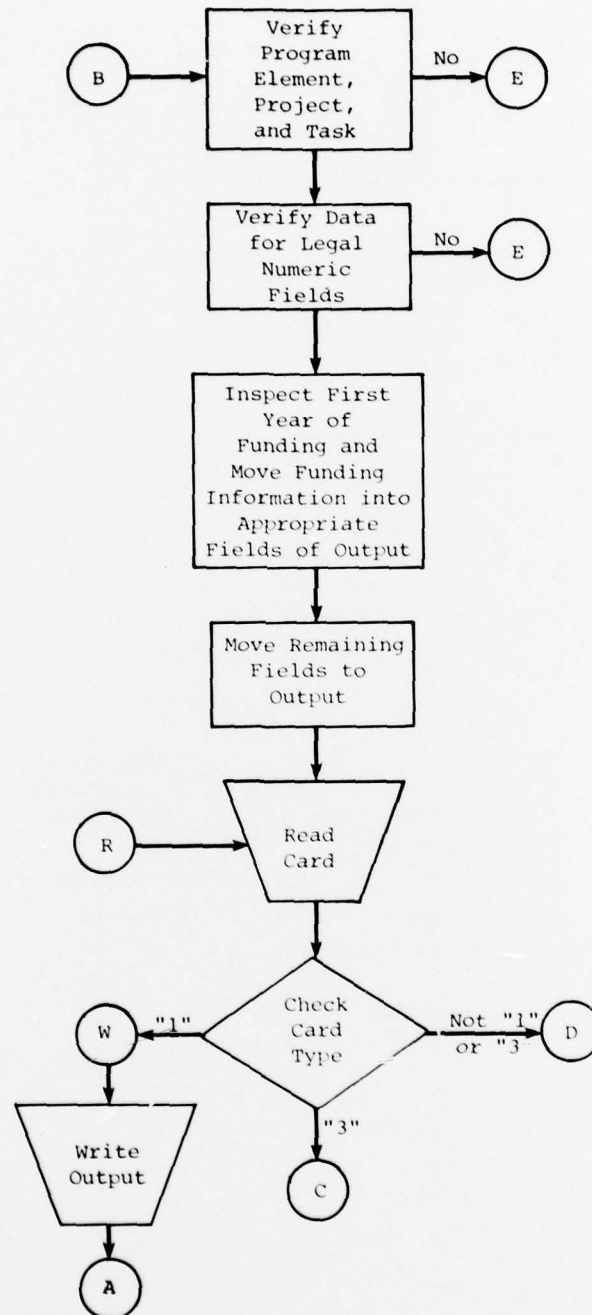 Verify
Program
Element,
Project,
and Task
B
No
E
Verify Data
for Legal
Numeric
Fields
No
E
Inspect First
Year of
Funding and
Move Funding
Information into
Appropriate
Fields of Output
Move Remaining
Fields to
Output
R
Read
Card
Check
Card
Type
W
"1"
Not "1"
or "3
D
"3"
C
Write
Output
A